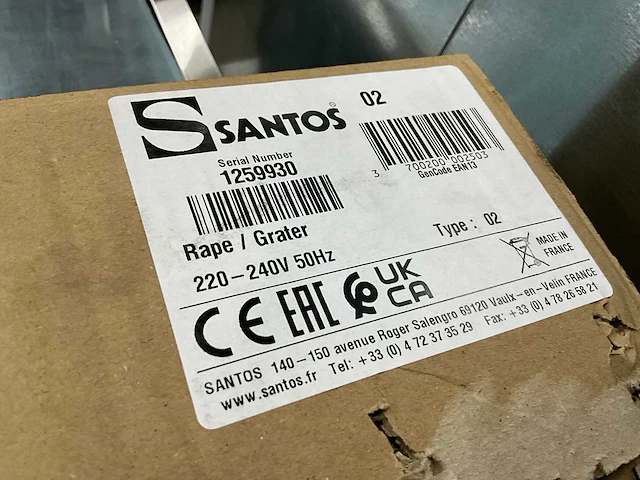 S SANTOS® 02
Serial Number
1259930
3 700200 002503
GenCode EAN13
Rape / Grater
Type : 02
220-240V 50Hz
MADE IN
FRANCE
CE EAC UK
CA
SANTOS 140-150 avenue Roger Salengro 69120 Vaulx-en-Velin FRANCE
www.santos.fr Tel: +33 (0) 4 72 37 35 29 Fax: +33 (0) 4 78 26 58 21